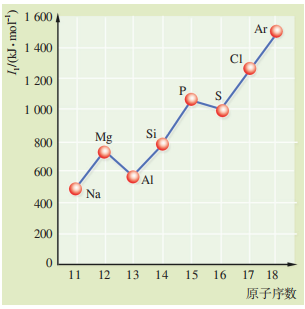 I₁/(kJ·mol⁻¹)
1 600
1 400
1 200
1 000
800
600
400
200
0
Na
Mg
Al
Si
P
S
Cl
Ar
11 12 13 14 15 16 17 18
原子序数